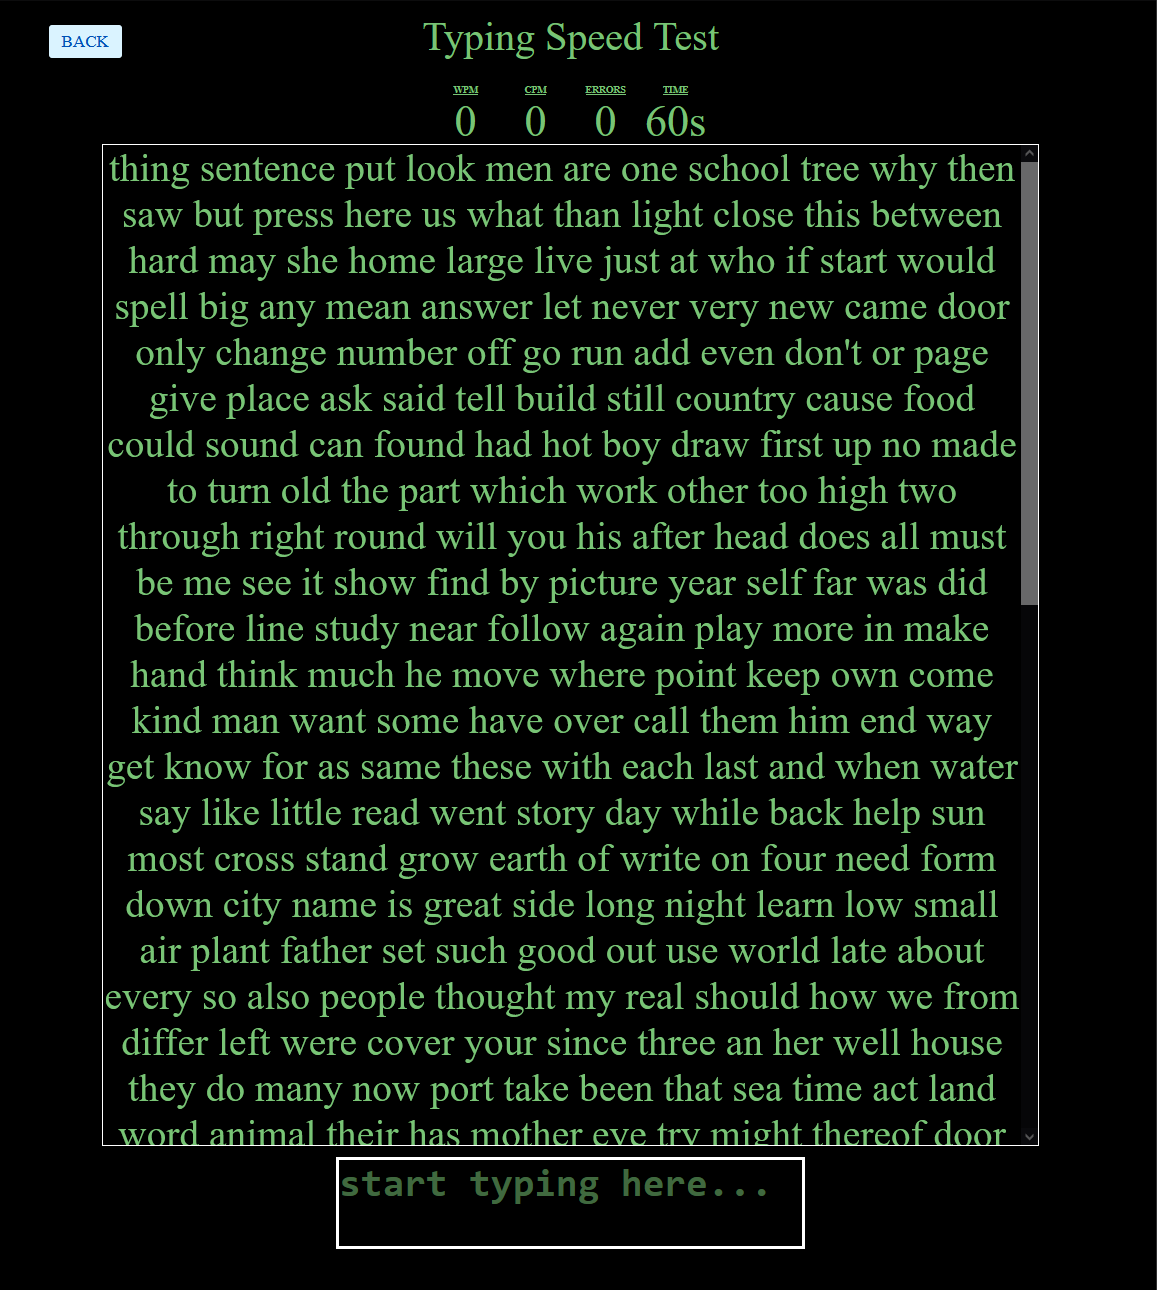 BACK
Typing Speed Test
WPM CPM ERRORS TIME
0 0 0 60s
thing sentence put look men are one school tree why then
saw but press here us what than light close this between
hard may she home large live just at who if start would
spell big any mean answer let never very new came door
only change number off go run add even don't or page
give place ask said tell build still country cause food
could sound can found had hot boy draw first up no made
to turn old the part which work other too high two
through right round will you his after head does all must
be me see it show find by picture year self far was did
before line study near follow again play more in make
hand think much he move where point keep own come
kind man want some have over call them him end way
get know for as same these with each last and when water
say like little read went story day while back help sun
most cross stand grow earth of write on four need form
down city name is great side long night learn low small
air plant father set such good out use world late about
every so also people thought my real should how we from
differ left were cover your since three an her well house
they do many now port take been that sea time act land
word animal their has mother eye try might thereof door
start typing here...